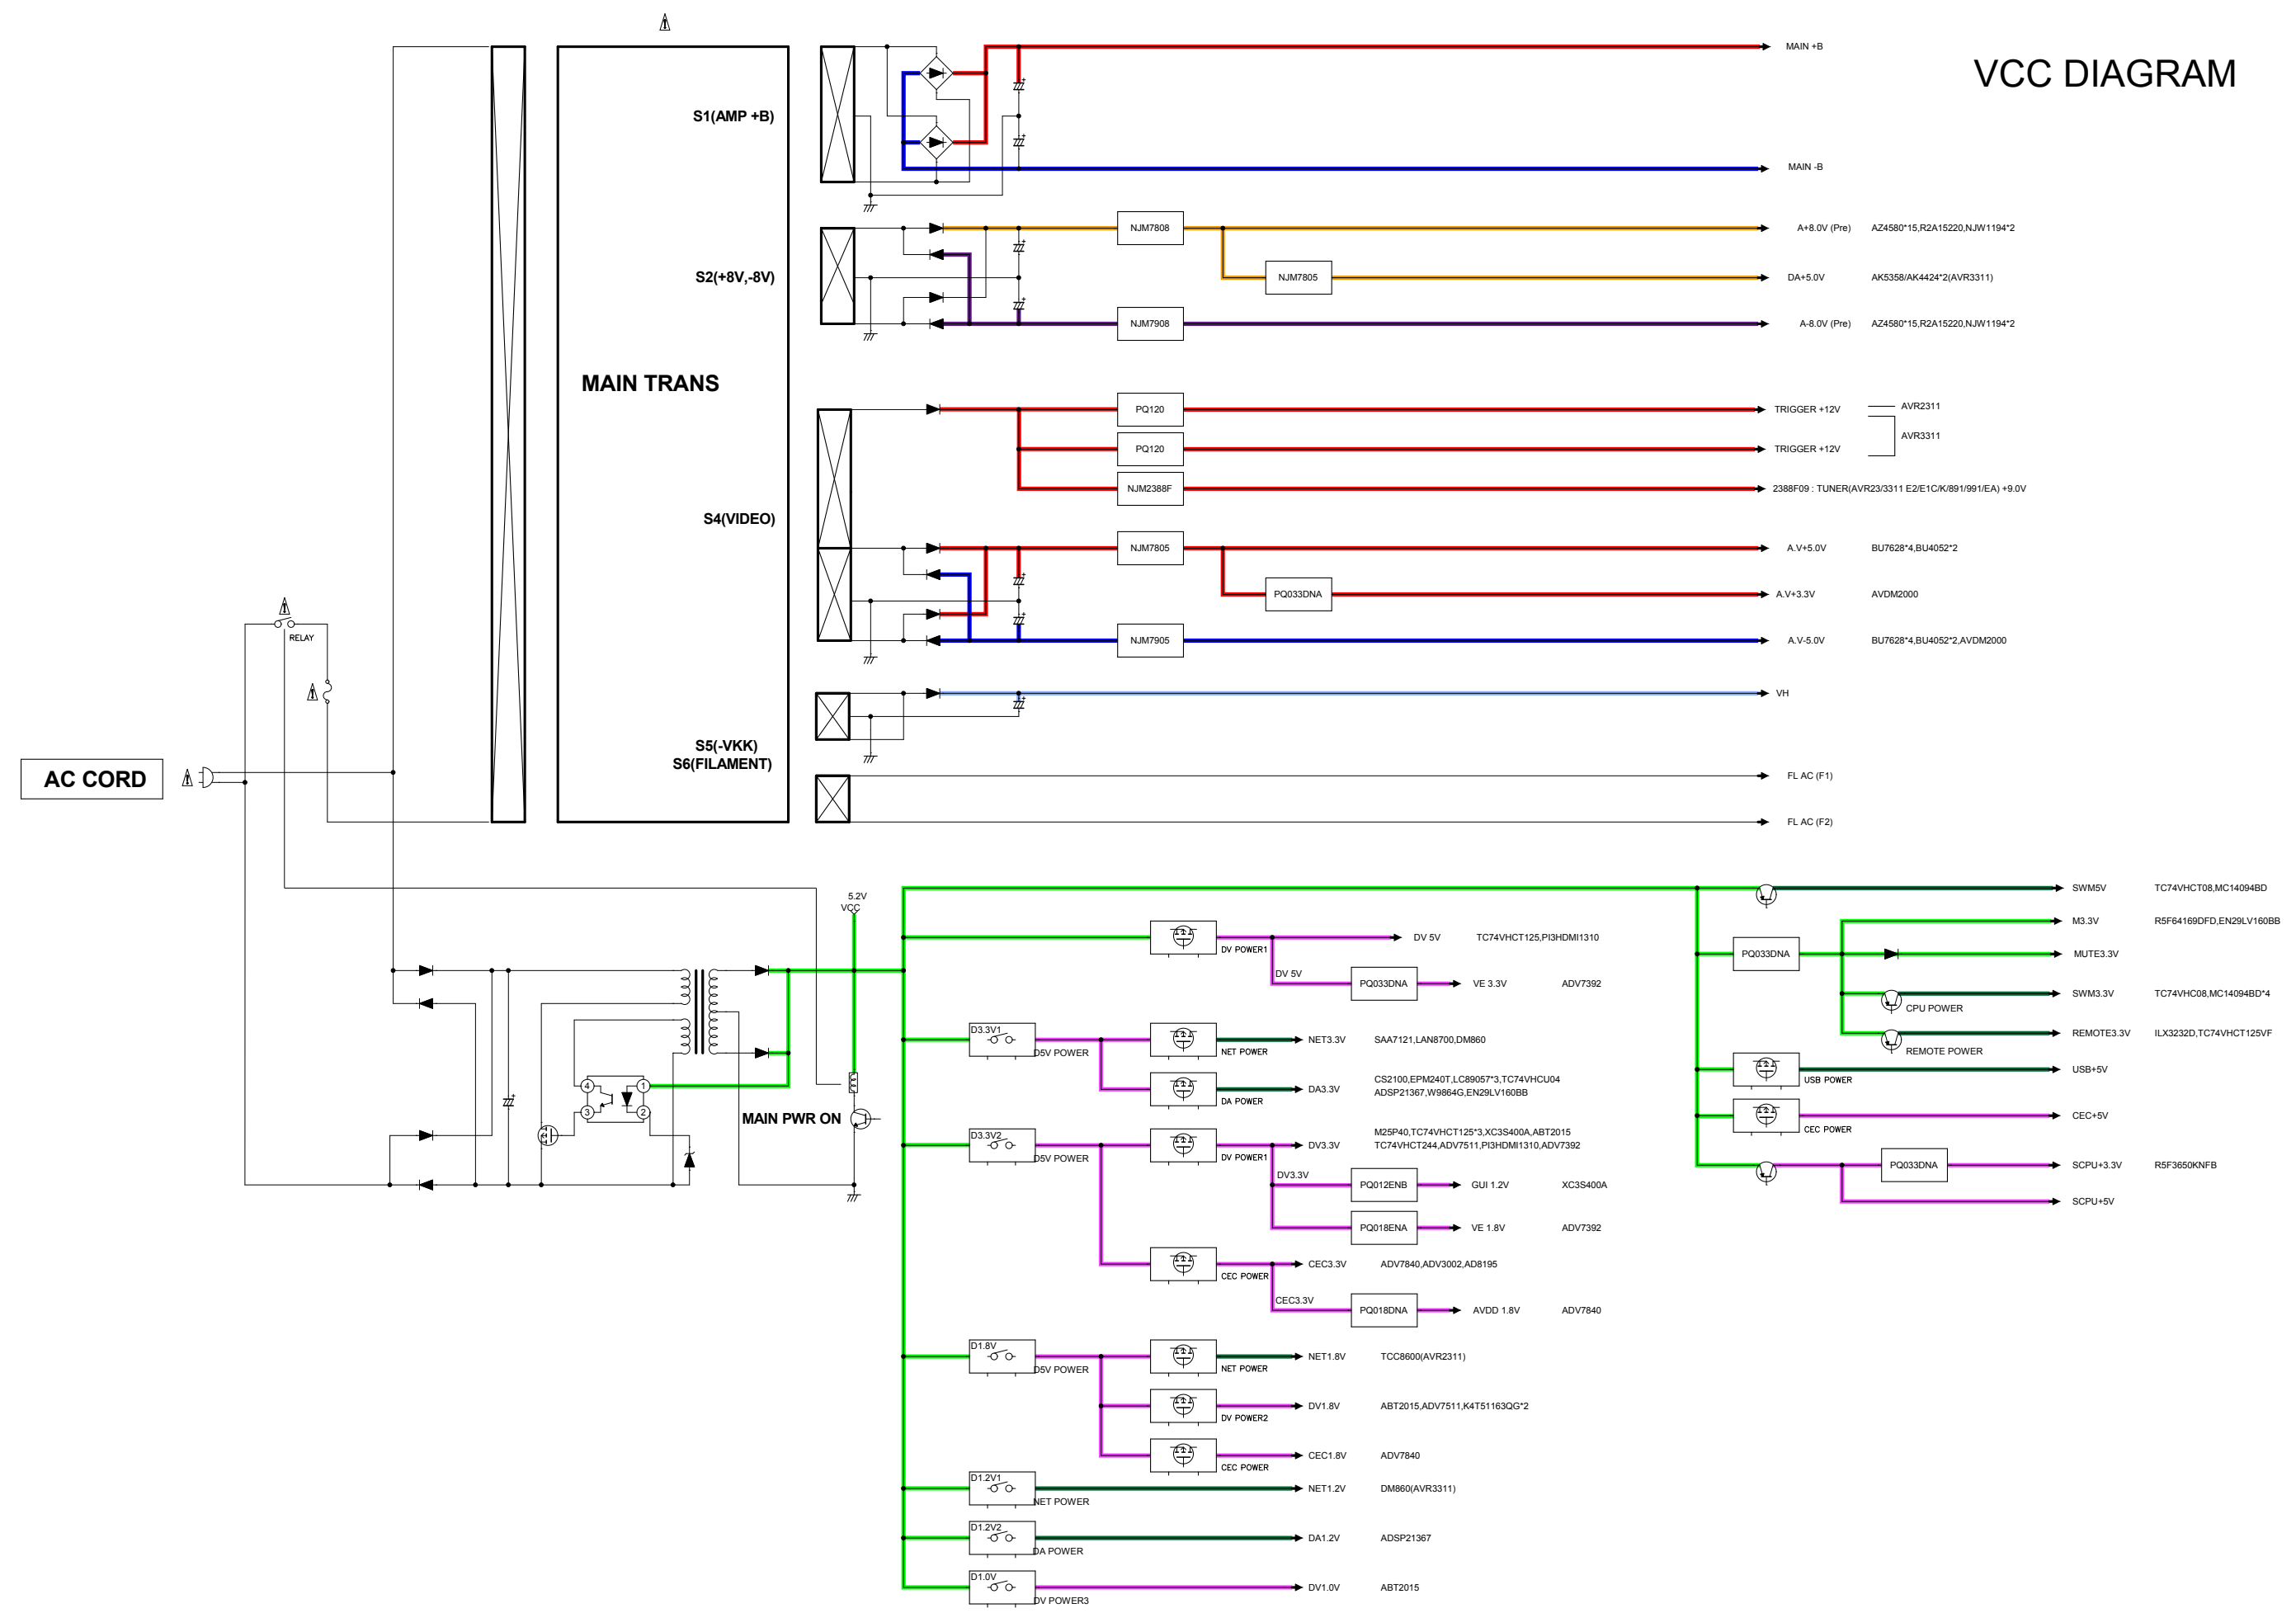 VCC DIAGRAM
MAIN +B
S1(AMP +B)
MAIN -B
NJM7808
A+8.0V (Pre) AZ4580*15,R2A15220,NJW1194*2
S2(+8V,-8V)
NJM7805
DA+5.0V AK5358/AK4424*2(AVR3311)
NJM7908
A-8.0V (Pre) AZ4580*15,R2A15220,NJW1194*2
MAIN TRANS
PQ120
TRIGGER +12V
AVR2311
AVR3311
PQ120
TRIGGER +12V
NJM2388F
2388F09 : TUNER(AVR23/3311 E2/E1C/K/891/991/EA) +9.0V
S4(VIDEO)
NJM7805
A.V+5.0V BU7628*4,BU4052*2
PQ033DNA
A.V+3.3V AVDM2000
RELAY
NJM7905
A.V-5.0V BU7628*4,BU4052*2,AVDM2000
VH
S5(-VKK)
S6(FILAMENT)
AC CORD
FL AC (F1)
FL AC (F2)
5.2V
VCC
SWM5V TC74VHCT08,MC14094BD
M3.3V R5F64169DFD,EN29LV160BB
DV POWER1
DV 5V TC74VHCT125,PI3HDMI1310
PQ033DNA
MUTE3.3V
DV 5V
PQ033DNA
VE 3.3V ADV7392
SWM3.3V TC74VHC08,MC14094BD*4
CPU POWER
D3.3V1
D5V POWER
NET POWER
NET3.3V SAA7121,LAN8700,DM860
REMOTE3.3V ILX3232D,TC74VHCT125VF
REMOTE POWER
USB POWER
USB+5V
DA POWER
DA3.3V
CS2100,EPM240T,LC89057*3,TC74VHCU04
ADSP21367,W9864G,EN29LV160BB
4
1
3
2
MAIN PWR ON
CEC POWER
CEC+5V
D3.3V2
D5V POWER
DV POWER1
DV3.3V
M25P40,TC74VHCT125*3,XC3S400A,ABT2015
TC74VHCT244,ADV7511,PI3HDMI1310,ADV7392
PQ033DNA
SCPU+3.3V R5F3650KNFB
DV3.3V
PQ012ENB
GUI 1.2V XC3S400A
SCPU+5V
PQ018ENA
VE 1.8V ADV7392
CEC POWER
CEC3.3V ADV7840,ADV3002,AD8195
CEC3.3V
PQ018DNA
AVDD 1.8V ADV7840
D1.8V
D5V POWER
NET POWER
NET1.8V TCC8600(AVR2311)
DV POWER2
DV1.8V ABT2015,ADV7511,K4T51163QG*2
CEC POWER
CEC1.8V ADV7840
D1.2V1
NET POWER
NET1.2V DM860(AVR3311)
D1.2V2
DA POWER
DA1.2V ADSP21367
D1.0V
DV POWER3
DV1.0V ABT2015